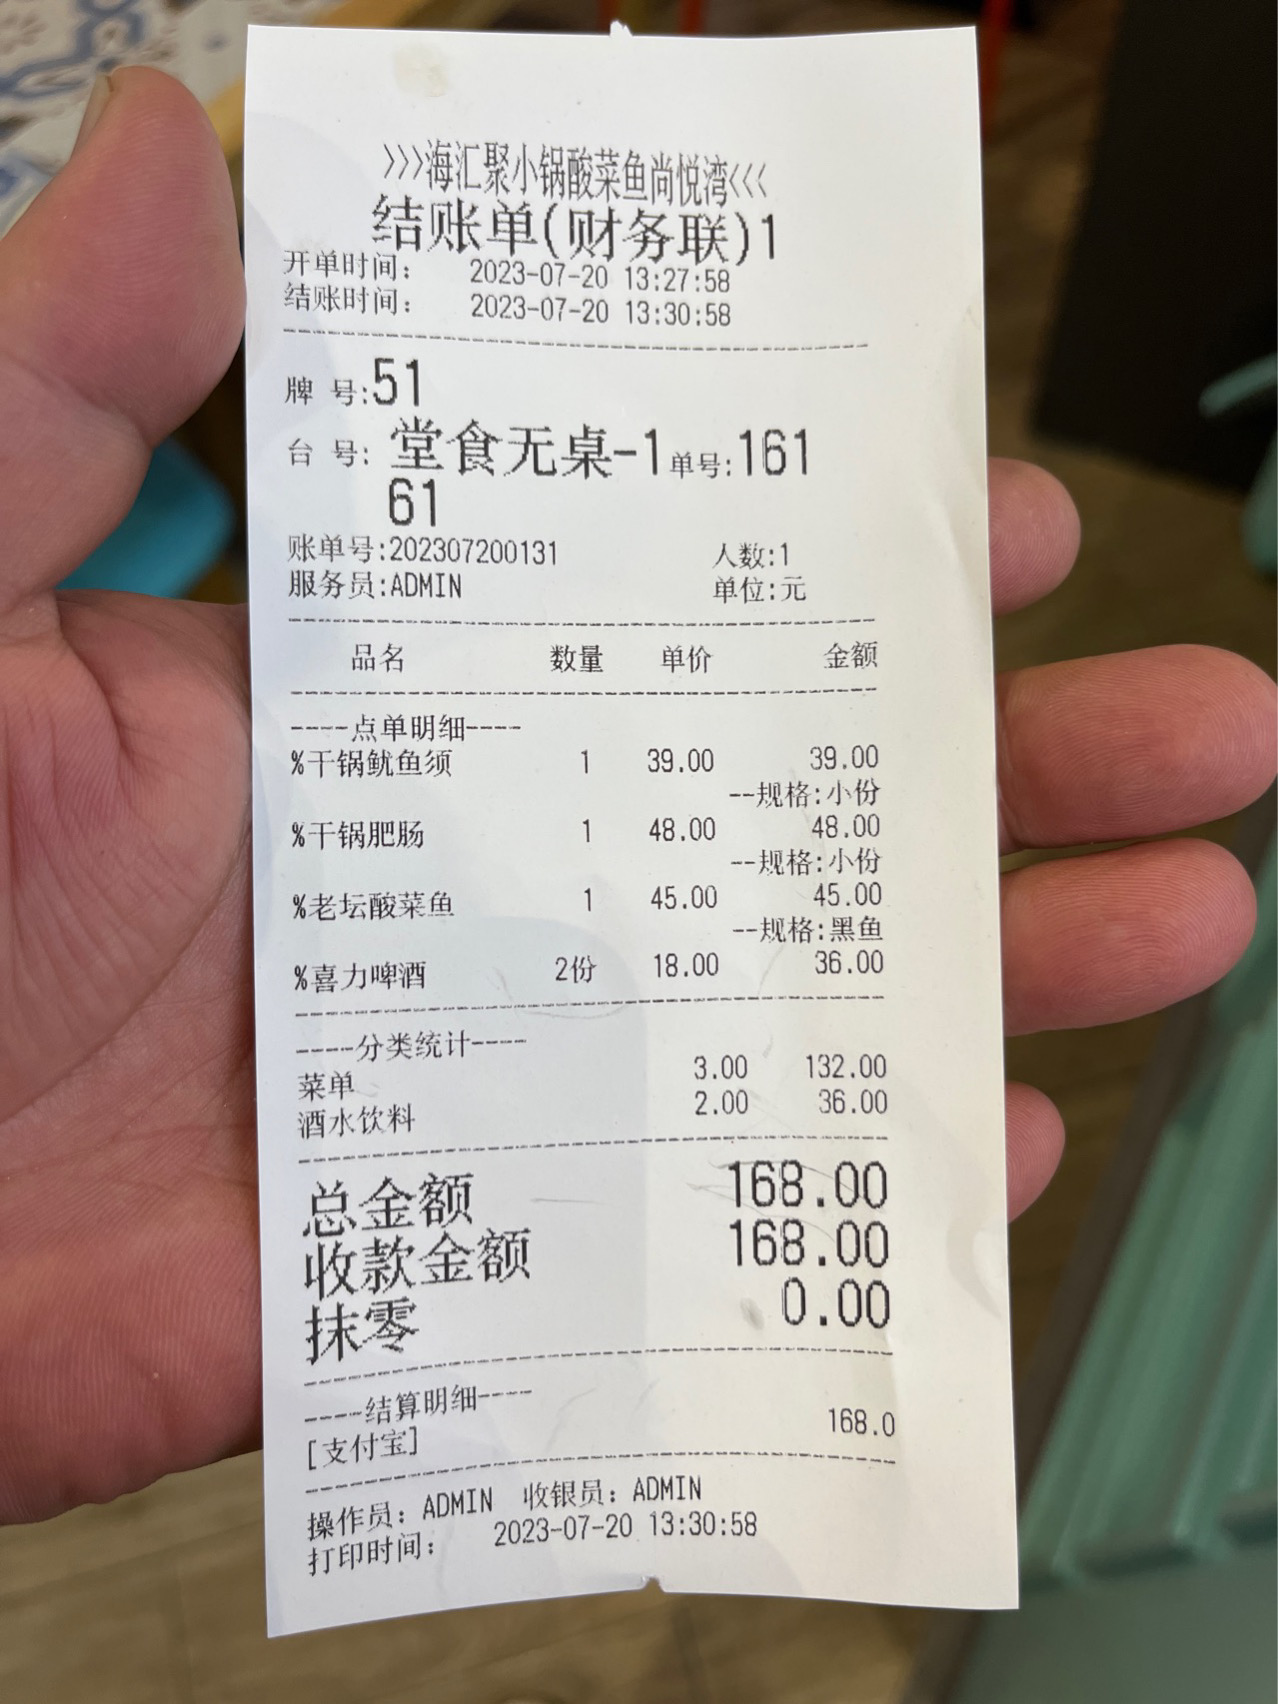 >>>海汇聚小锅酸菜鱼尚悦湾<<<
结账单(财务联)1
开单时间: 2023-07-20 13:27:58
结账时间: 2023-07-20 13:30:58
牌 号:51
台 号: 堂食无桌-1 单号:161
61
账单号:202307200131 人数:1
服务员:ADMIN 单位:元
品名 数量 单价 金额
----点单明细----
%干锅鱿鱼须 1 39.00 39.00
--规格:小份
%干锅肥肠 1 48.00 48.00
--规格:小份
%老坛酸菜鱼 1 45.00 45.00
--规格:黑鱼
%喜力啤酒 2份 18.00 36.00
----分类统计----
菜单 3.00 132.00
酒水饮料 2.00 36.00
总金额 168.00
收款金额 168.00
抹零 0.00
----结算明细----
[支付宝] 168.0
操作员: ADMIN 收银员: ADMIN
打印时间: 2023-07-20 13:30:58